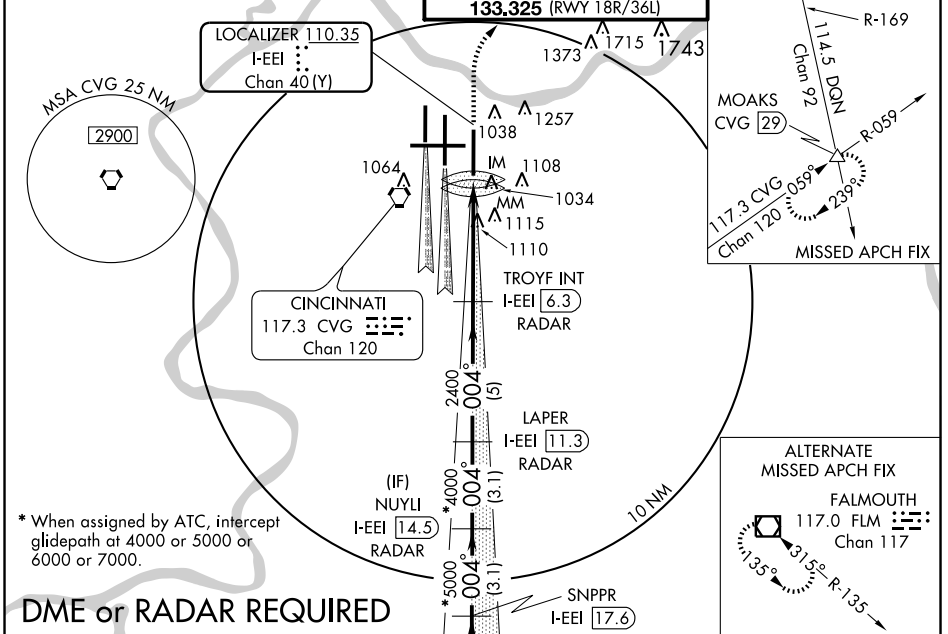 133.325 (RWY 18R/36L)
LOCALIZER 110.35
I-EEI
Chan 40 (Y)
1373
1715
1743
R-169
114.5 DQN
Chan 92
MOAKS
CVG 29
R-059
059°
239°
117.3 CVG
Chan 120
MISSED APCH FIX
MSA CVG 25 NM
2900
1038
1257
1064
IM
1108
1034
MM
1115
1110
CINCINNATI
117.3 CVG
Chan 120
TROYF INT
I-EEI 6.3
RADAR
2400
004°
(5)
LAPER
I-EEI 11.3
RADAR
*4000
004°
(3.1)
(IF)
NUYLI
I-EEI 14.5
RADAR
10 NM
*5000
004°
(3.1)
SNPPR
I-EEI 17.6
* When assigned by ATC, intercept
glidepath at 4000 or 5000 or
6000 or 7000.
DME or RADAR REQUIRED
ALTERNATE
MISSED APCH FIX
FALMOUTH
117.0 FLM
Chan 117
315°
R-135
135°